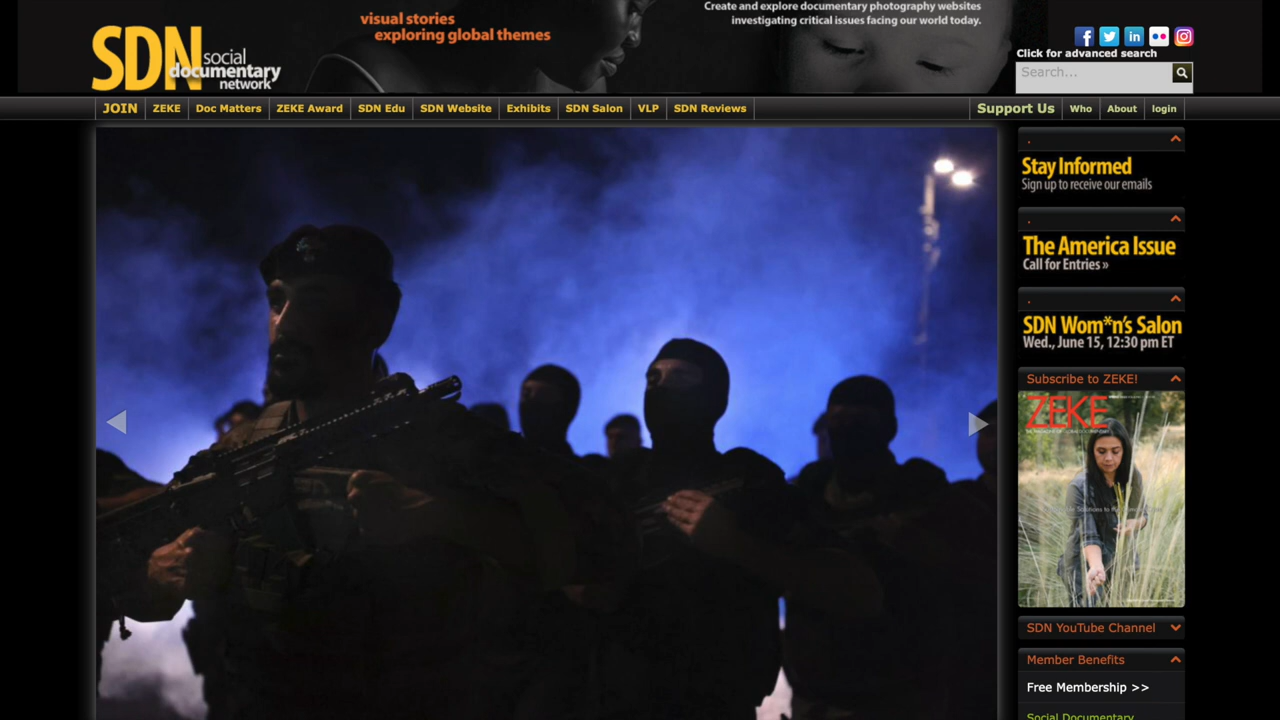 SDN social
documentary
network
visual stories
exploring global themes
Create and explore documentary photography websites
investigating critical issues facing our world today.
Click for advanced search
Search...
JOIN
ZEKE
Doc Matters
ZEKE Award
SDN Edu
SDN Website
Exhibits
SDN Salon
VLP
SDN Reviews
Support Us
Who
About
login
.
Stay Informed
Sign up to receive our emails
.
The America Issue
Call for Entries »
.
SDN Wom*n's Salon
Wed., June 15, 12:30 pm ET
Subscribe to ZEKE!
ZEKE
SDN YouTube Channel
Member Benefits
Free Membership >>
Social Documentary